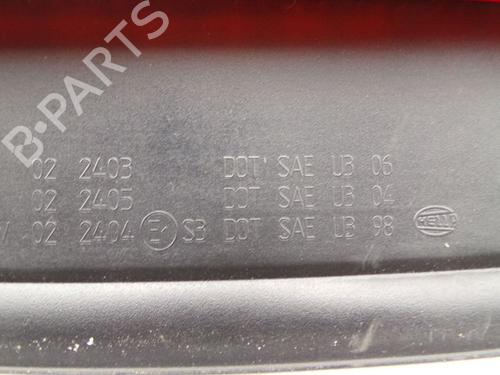 B-PARTS
02 2403 DOT SAE U3 06
02 2405 DOT SAE U3 04
02 2404 E1 S3 DOT SAE U3 98 HELLA